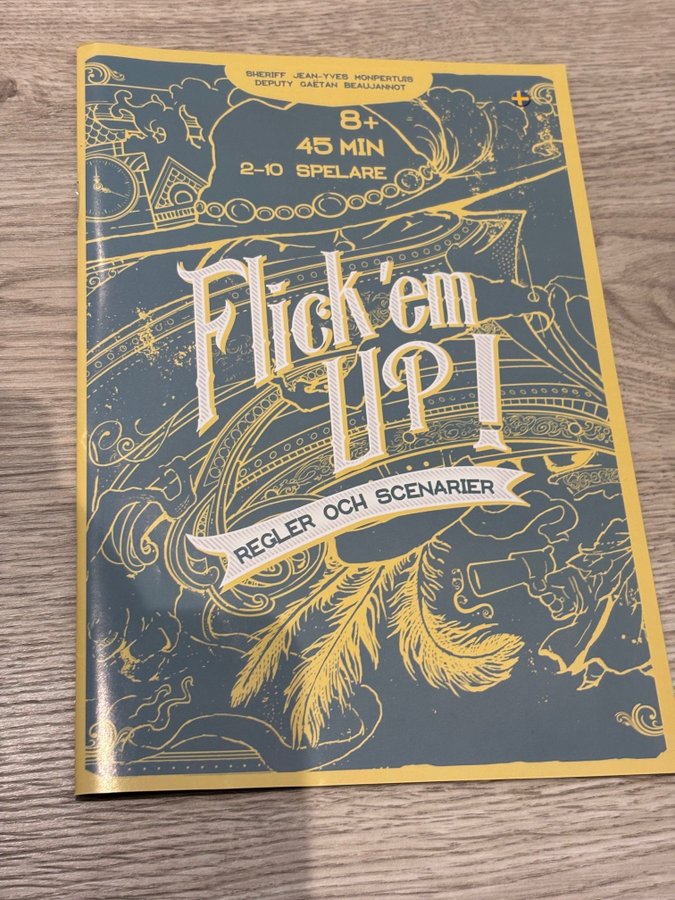 SHERIFF JEAN-YVES MONPERTUIS
DEPUTY GAËTAN BEAUJANNOT
8+
45 MIN
2-10 SPELARE
Flick'em
UP!
REGLER OCH SCENARIER